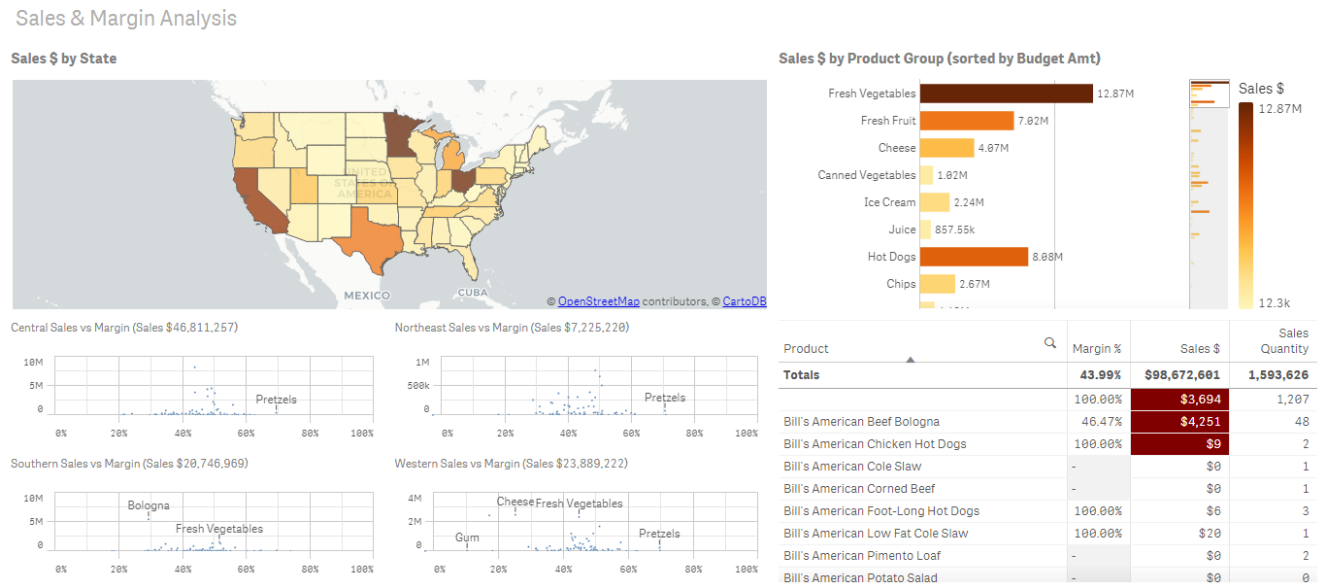 Sales & Margin Analysis
Sales $ by State
UNITED
STATES OF
AMERICA
MEXICO
CUBA
© OpenStreetMap contributors, © CartoDB
Sales $ by Product Group (sorted by Budget Amt)
Fresh Vegetables 12.87M
Fresh Fruit 7.02M
Cheese 4.07M
Canned Vegetables 1.02M
Ice Cream 2.24M
Juice 857.55k
Hot Dogs 8.08M
Chips 2.67M
Sales $
12.87M
12.3k
Central Sales vs Margin (Sales $46,811,257)
10M
5M
0
Pretzels
0% 20% 40% 60% 80% 100%
Northeast Sales vs Margin (Sales $7,225,220)
1M
500k
0
Pretzels
0% 20% 40% 60% 80% 100%
Southern Sales vs Margin (Sales $20,746,969)
10M
5M
0
Bologna
Fresh Vegetables
0% 20% 40% 60% 80% 100%
Western Sales vs Margin (Sales $23,889,222)
4M
2M
0
Cheese Fresh Vegetables
Gum
Pretzels
0% 20% 40% 60% 80% 100%
Product Margin % Sales $ Sales Quantity
Totals 43.99% $98,672,601 1,593,626
100.00% $3,694 1,207
Bill's American Beef Bologna 46.47% $4,251 48
Bill's American Chicken Hot Dogs 100.00% $9 2
Bill's American Cole Slaw - $0 1
Bill's American Corned Beef - $0 1
Bill's American Foot-Long Hot Dogs 100.00% $6 3
Bill's American Low Fat Cole Slaw 100.00% $20 1
Bill's American Pimento Loaf - $0 2
Bill's American Potato Salad - $0 0